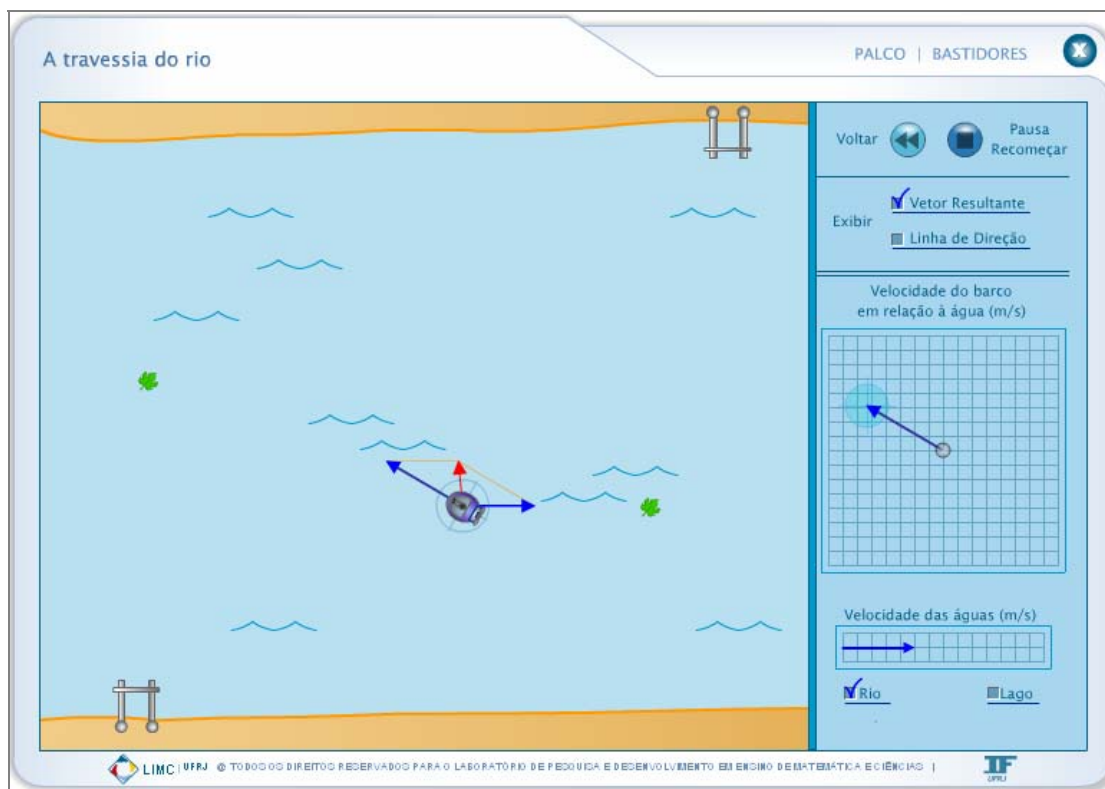 A travessia do rio
PALCO | BASTIDORES
X
Voltar
Pausa
Recomeçar
Exibir
Vetor Resultante
Linha de Direção
Velocidade do barco
em relação à água (m/s)
Velocidade das águas (m/s)
Rio
Lago
LIMC | UFRJ @ TODOS OS DIREITOS RESERVADOS PARA O LABORATÓRIO DE PESQUISA E DESENVOLVIMENTO EM ENSINO DE MATEMÁTICA E CIÊNCIAS |
IF
UFRJ